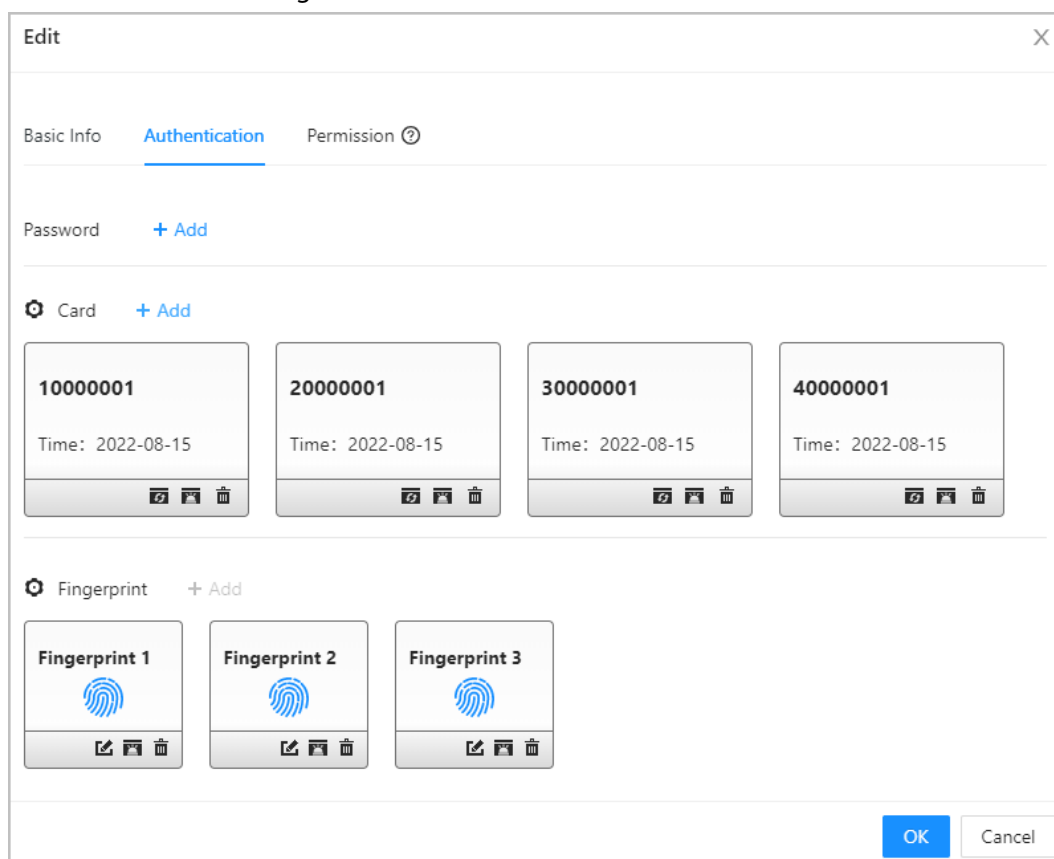 Edit
Basic Info Authentication Permission
Password + Add
Card + Add
10000001 20000001 30000001 40000001
Time: 2022-08-15 Time: 2022-08-15 Time: 2022-08-15 Time: 2022-08-15
Fingerprint + Add
Fingerprint 1 Fingerprint 2 Fingerprint 3
OK Cancel